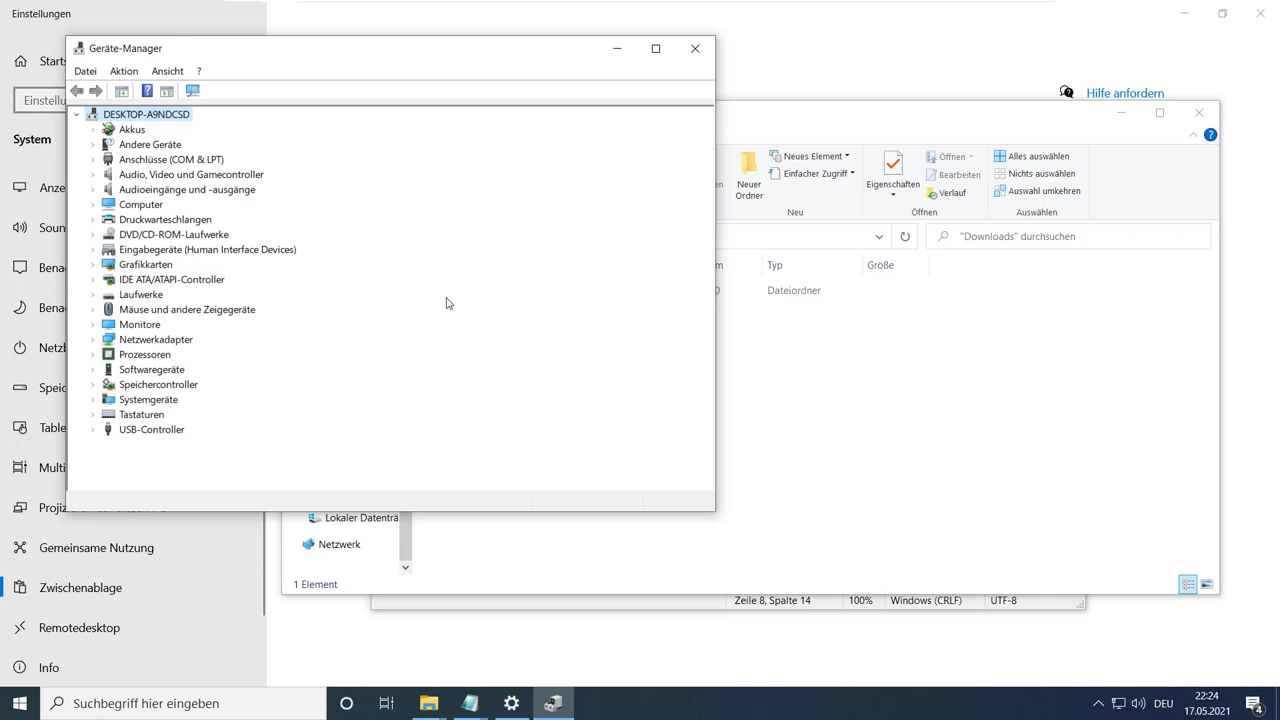 Einstellungen
Geräte-Manager
Datei Aktion Ansicht ?
DESKTOP-A9NDCSD
Akkus
Andere Geräte
Anschlüsse (COM & LPT)
Audio, Video und Gamecontroller
Audioeingänge und -ausgänge
Computer
Druckwarteschlangen
DVD/CD-ROM-Laufwerke
Eingabegeräte (Human Interface Devices)
Grafikkarten
IDE ATA/ATAPI-Controller
Laufwerke
Mäuse und andere Zeigegeräte
Monitore
Netzwerkadapter
Prozessoren
Softwaregeräte
Speichercontroller
Systemgeräte
Tastaturen
USB-Controller
System
Gemeinsame Nutzung
Zwischenablage
Remotedesktop
Info
Hilfe anfordern
Neuer
Ordner
Neues Element
Einfacher Zugriff
Neu
Eigenschaften
Öffnen
Bearbeiten
Verlauf
Öffnen
Alles auswählen
Nichts auswählen
Auswahl umkehren
Auswählen
"Downloads" durchsuchen
Typ Größe
Dateiordner
Lokaler Datenträ
Netzwerk
1 Element
Zeile 8, Spalte 14 100% Windows (CRLF) UTF-8
Suchbegriff hier eingeben
DEU
22:24
17.05.2021
4